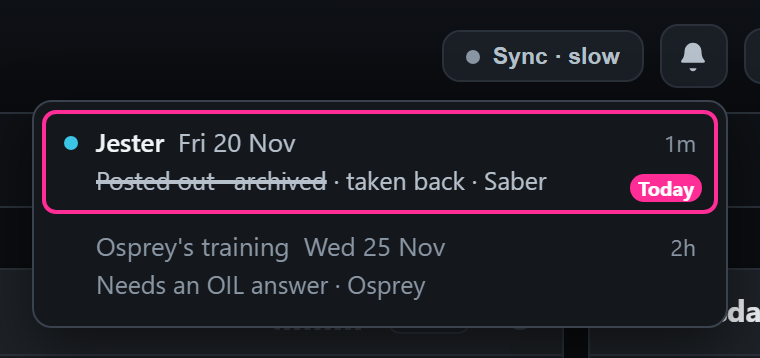 Sync · slow
Jester Fri 20 Nov 1m
Posted out · archived · taken back · Saber Today
Osprey's training Wed 25 Nov 2h
Needs an OIL answer · Osprey